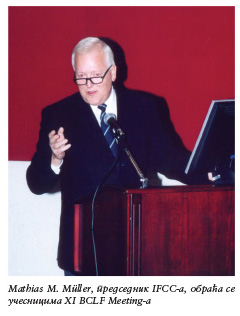 Mathias M. Müller, председник IFCC-а, обраћа се
учесницима XI BCLF Meeting-а